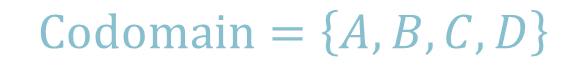 Codomain = {A, B, C, D}